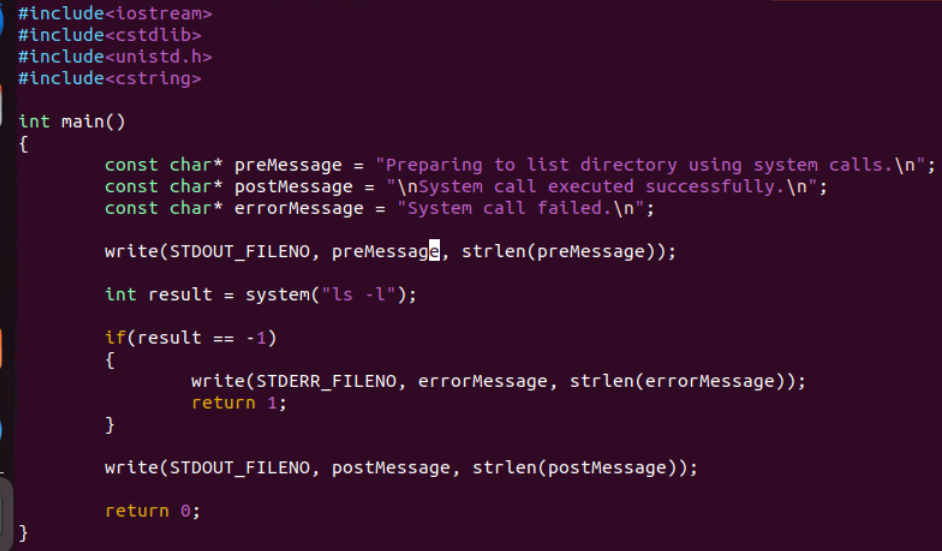 #include<iostream>
#include<cstdlib>
#include<unistd.h>
#include<cstring>

int main()
{
        const char* preMessage = "Preparing to list directory using system calls.\n";
        const char* postMessage = "\nSystem call executed successfully.\n";
        const char* errorMessage = "System call failed.\n";

        write(STDOUT_FILENO, preMessage, strlen(preMessage));

        int result = system("ls -l");

        if(result == -1)
        {
                write(STDERR_FILENO, errorMessage, strlen(errorMessage));
                return 1;
        }

        write(STDOUT_FILENO, postMessage, strlen(postMessage));

        return 0;
}